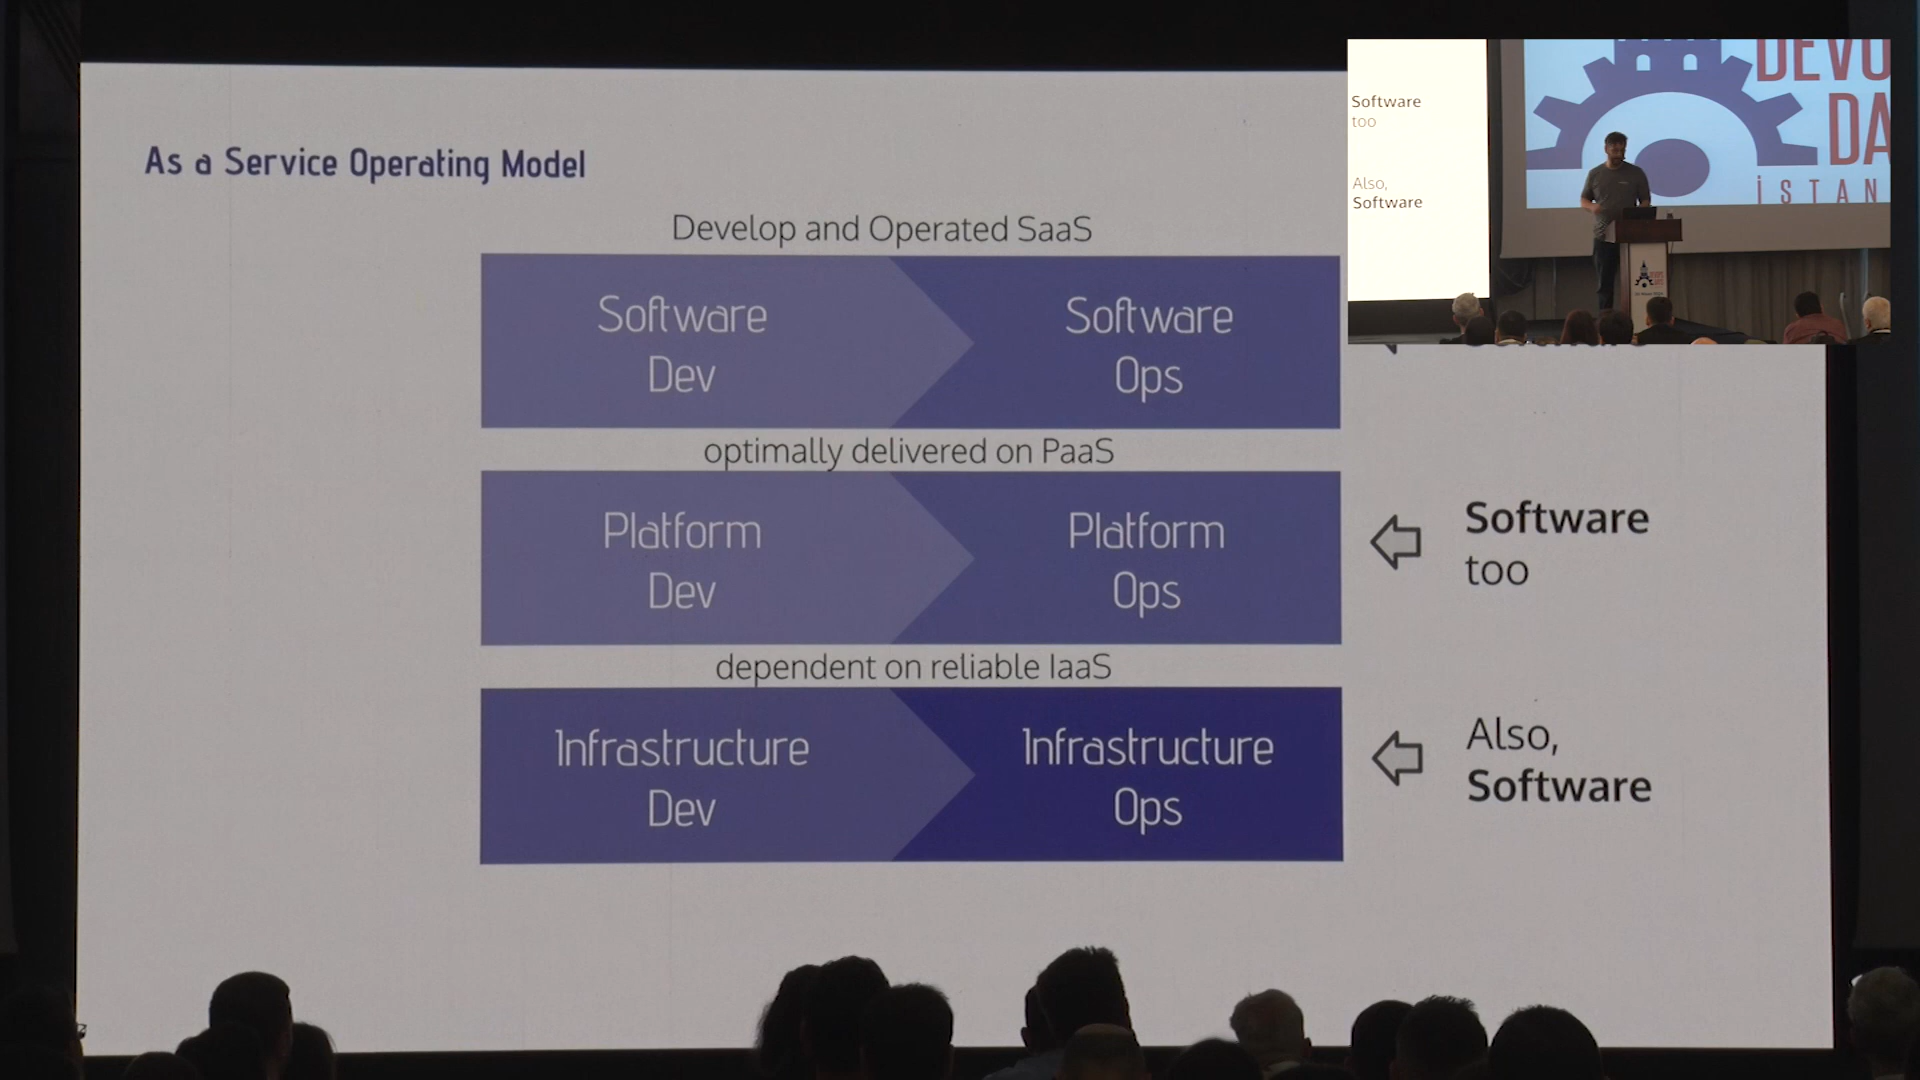 As a Service Operating Model
Develop and Operated SaaS
Software
Dev
Software
Ops
optimally delivered on PaaS
Platform
Dev
Platform
Ops
Software
too
dependent on reliable IaaS
Infrastructure
Dev
Infrastructure
Ops
Also,
Software
Software
too
Also,
Software
DEVO
DA
İSTAN